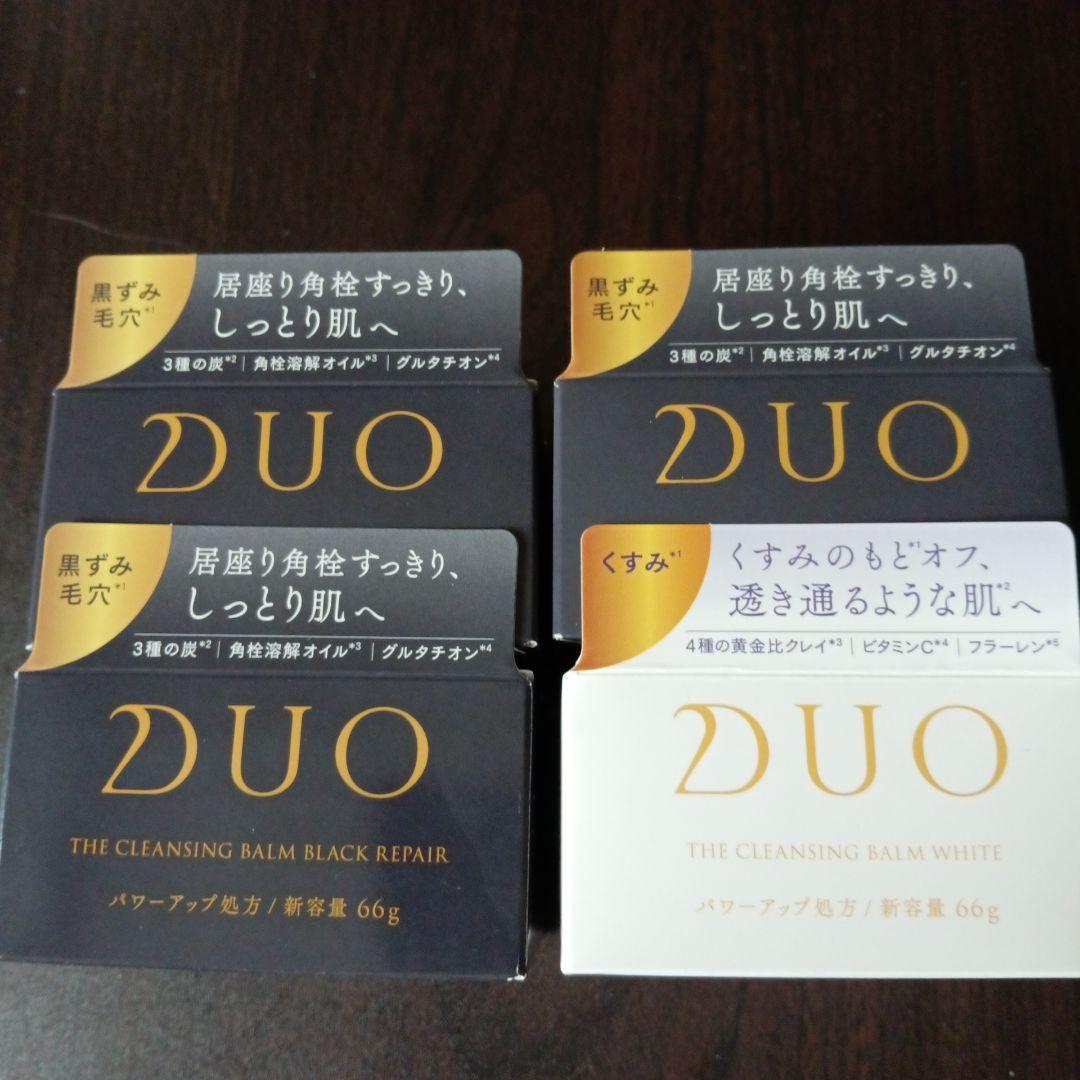 黒ずみ
毛穴*1
居座り角栓すっきり、
しっとり肌へ
3種の炭*2 | 角栓溶解オイル*3 | グルタチオン*4
DUO
黒ずみ
毛穴*1
居座り角栓すっきり、
しっとり肌へ
3種の炭*2 | 角栓溶解オイル*3 | グルタチオン*4
DUO
黒ずみ
毛穴*1
居座り角栓すっきり、
しっとり肌へ
3種の炭*2 | 角栓溶解オイル*3 | グルタチオン*4
DUO
THE CLEANSING BALM BLACK REPAIR
パワーアップ処方 / 新容量 66g
くすみ*1
くすみのもと*1オフ、
透き通るような肌*2へ
4種の黄金比クレイ*3 | ビタミンC*4 | フラーレン*5
DUO
THE CLEANSING BALM WHITE
パワーアップ処方 / 新容量 66g